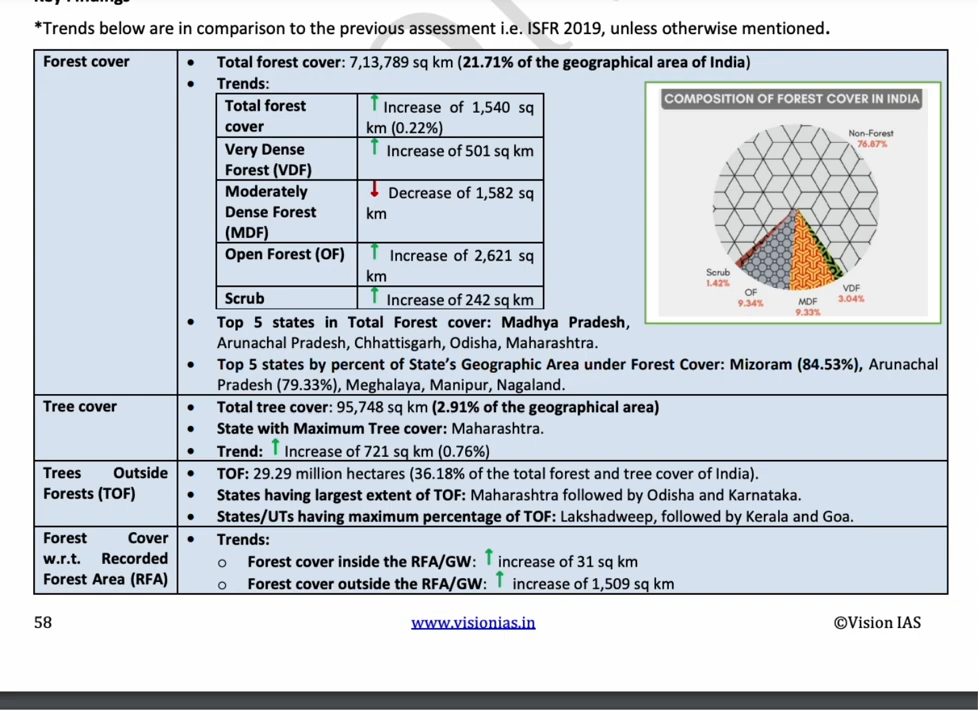 Key Findings
*Trends below are in comparison to the previous assessment i.e. ISFR 2019, unless otherwise mentioned.
Forest cover
• Total forest cover: 7,13,789 sq km (21.71% of the geographical area of India)
• Trends:
Total forest cover
↑ Increase of 1,540 sq km (0.22%)
Very Dense Forest (VDF)
↑ Increase of 501 sq km
Moderately Dense Forest (MDF)
↓ Decrease of 1,582 sq km
Open Forest (OF)
↑ Increase of 2,621 sq km
Scrub
↑ Increase of 242 sq km
COMPOSITION OF FOREST COVER IN INDIA
Non-Forest
76.87%
Scrub
1.42%
OF
9.34%
MDF
9.33%
VDF
3.04%
• Top 5 states in Total Forest cover: Madhya Pradesh,
Arunachal Pradesh, Chhattisgarh, Odisha, Maharashtra.
• Top 5 states by percent of State's Geographic Area under Forest Cover: Mizoram (84.53%), Arunachal
Pradesh (79.33%), Meghalaya, Manipur, Nagaland.
Tree cover
• Total tree cover: 95,748 sq km (2.91% of the geographical area)
• State with Maximum Tree cover: Maharashtra.
• Trend: ↑ Increase of 721 sq km (0.76%)
Trees Outside
Forests (TOF)
• TOF: 29.29 million hectares (36.18% of the total forest and tree cover of India).
• States having largest extent of TOF: Maharashtra followed by Odisha and Karnataka.
• States/UTs having maximum percentage of TOF: Lakshadweep, followed by Kerala and Goa.
Forest Cover
w.r.t. Recorded
Forest Area (RFA)
• Trends:
o Forest cover inside the RFA/GW: ↑ increase of 31 sq km
o Forest cover outside the RFA/GW: ↑ increase of 1,509 sq km
58
www.visionias.in
©Vision IAS